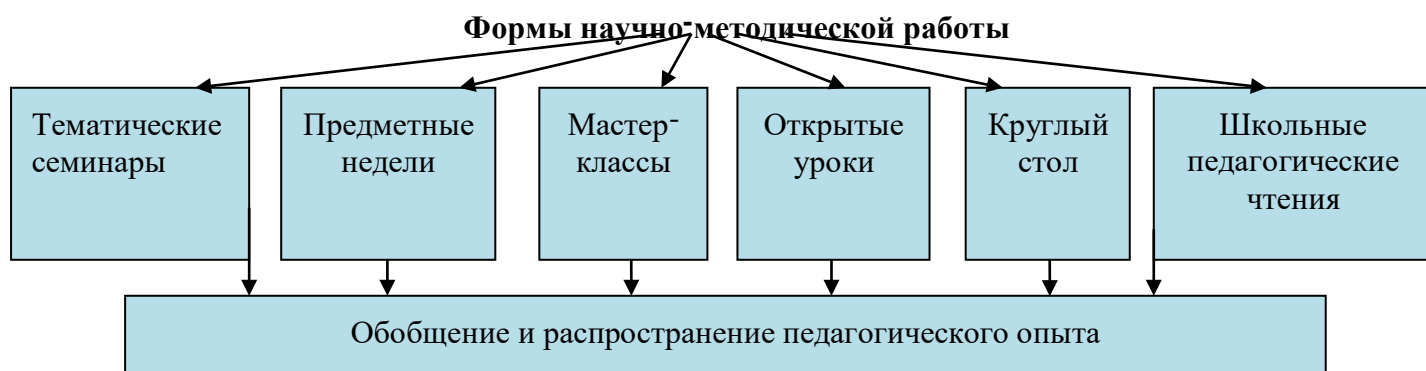 Формы научно-методической работы
Тематические
семинары
Предметные
недели
Мастер-
классы
Открытые
уроки
Круглый
стол
Школьные
педагогические
чтения
Обобщение и распространение педагогического опыта